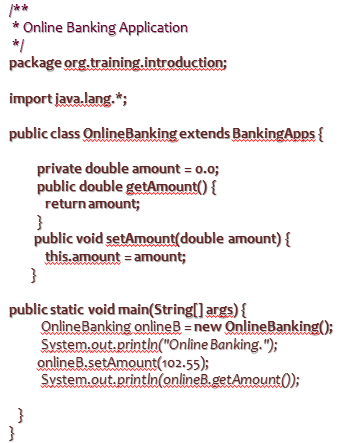 /**
* Online Banking Application
*/
package org.training.introduction;
import java.lang.*;
public class OnlineBanking extends BankingApps {
private double amount = 0.0;
public double getAmount() {
return amount;
}
public void setAmount(double amount) {
this.amount = amount;
}
public static void main(String[] args) {
OnlineBanking onlineB = new OnlineBanking();
System.out.println("Online Banking.");
onlineB.setAmount(102.55);
System.out.println(onlineB.getAmount());
}
}